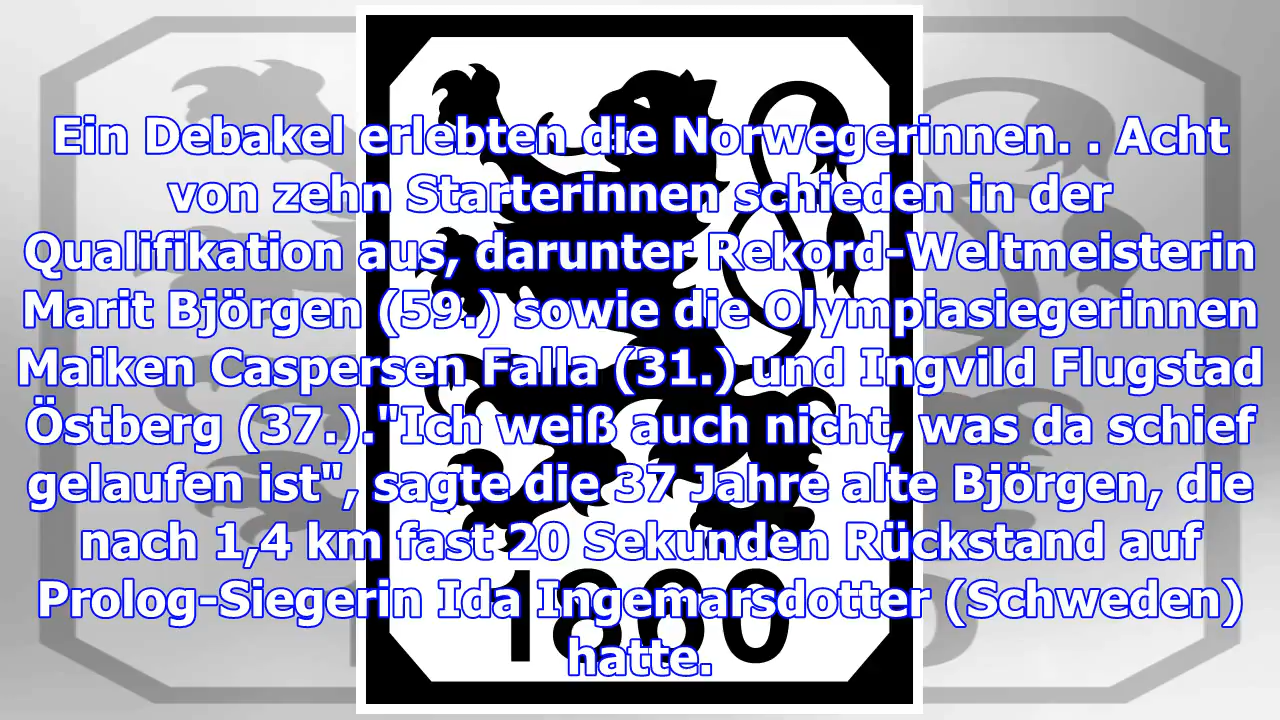 Ein Debakel erlebten die Norwegerinnen. . Acht
von zehn Starterinnen schieden in der
Qualifikation aus, darunter Rekord-Weltmeisterin
Marit Björgen (59.) sowie die Olympiasiegerinnen
Maiken Caspersen Falla (31.) und Ingvild Flugstad
Östberg (37.)."Ich weiß auch nicht, was da schief
gelaufen ist", sagte die 37 Jahre alte Björgen, die
nach 1,4 km fast 20 Sekunden Rückstand auf
Prolog-Siegerin Ida Ingemarsdotter (Schweden)
hatte.
1860